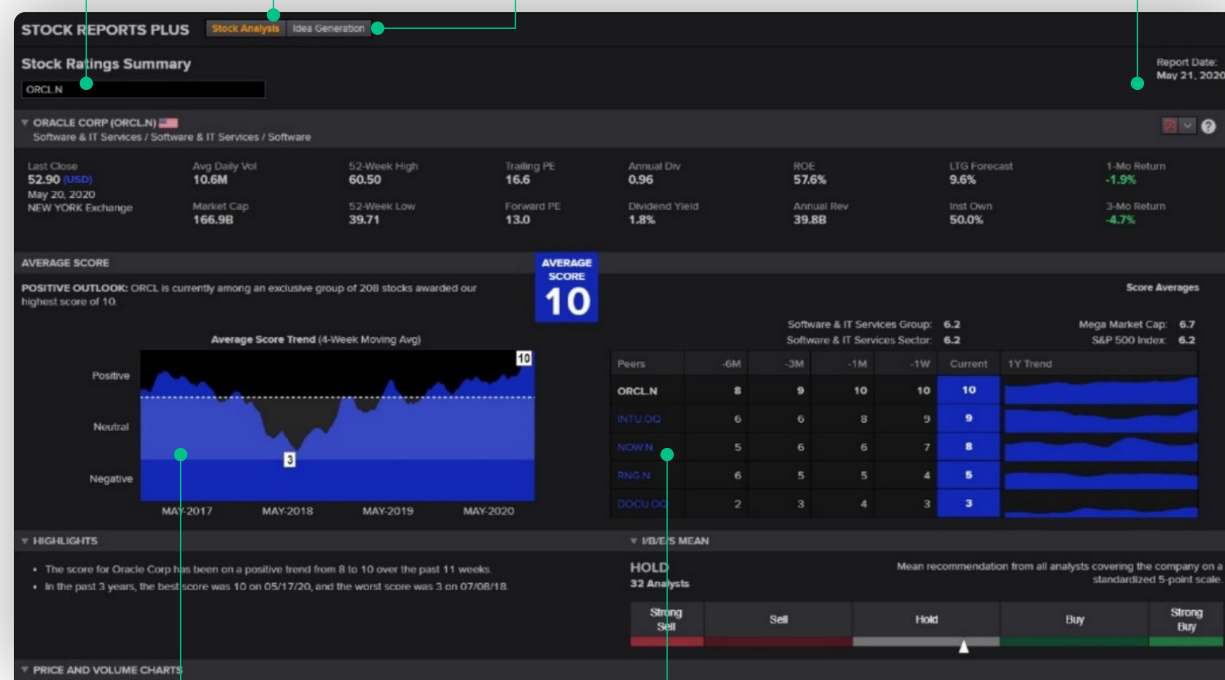 STOCK REPORTS PLUS Stock Analysis Idea Generation
Stock Ratings Summary
Report Date:
May 21, 2020
ORCL.N
ORACLE CORP (ORCL.N)
Software & IT Services / Software & IT Services / Software
Last Close Avg Daily Vol 52-Week High Trailing PE Annual Div ROE LTG Forecast 1-Mo Return
52.90 (USD) 10.6M 60.50 16.6 0.96 57.6% 9.6% -1.9%
May 20, 2020
NEW YORK Exchange Market Cap 52-Week Low Forward PE Dividend Yield Annual Rev Inst Own 3-Mo Return
166.9B 39.71 13.0 1.8% 39.8B 50.0% -4.7%
AVERAGE SCORE
AVERAGE
SCORE
10
POSITIVE OUTLOOK: ORCL is currently among an exclusive group of 208 stocks awarded our
highest score of 10.
Score Averages
Software & IT Services Group: 6.2 Mega Market Cap: 6.7
Software & IT Services Sector: 6.2 S&P 500 Index: 6.2
Average Score Trend (4-Week Moving Avg)
10
Positive
Neutral
3
Negative
MAY-2017 MAY-2018 MAY-2019 MAY-2020
Peers -6M -3M -1M -1W Current 1Y Trend
ORCL.N 8 9 10 10 10
INTU.OQ 6 6 8 9 9
NOW.N 5 6 6 7 8
RNG.N 6 5 5 4 5
DOCU.OQ 2 3 4 3 3
HIGHLIGHTS
The score for Oracle Corp has been on a positive trend from 8 to 10 over the past 11 weeks.
In the past 3 years, the best score was 10 on 05/17/20, and the worst score was 3 on 07/08/18.
I/B/E/S MEAN
HOLD
32 Analysts
Mean recommendation from all analysts covering the company on a
standardized 5-point scale.
Strong Sell Sell Hold Buy Strong Buy
PRICE AND VOLUME CHARTS